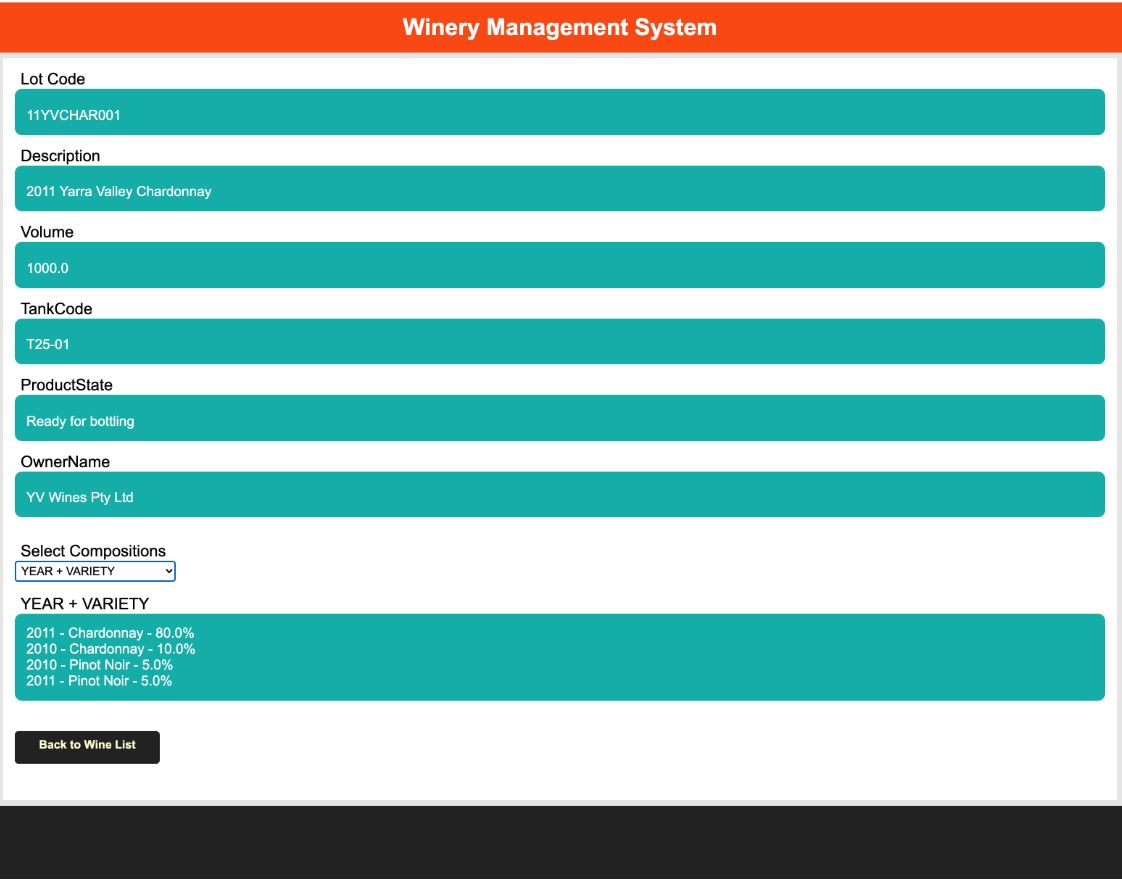 Winery Management System
Lot Code
11YVCHAR001
Description
2011 Yarra Valley Chardonnay
Volume
1000.0
TankCode
T25-01
ProductState
Ready for bottling
OwnerName
YV Wines Pty Ltd
Select Compositions
YEAR + VARIETY
YEAR + VARIETY
2011 - Chardonnay - 80.0%
2010 - Chardonnay - 10.0%
2010 - Pinot Noir - 5.0%
2011 - Pinot Noir - 5.0%
Back to Wine List